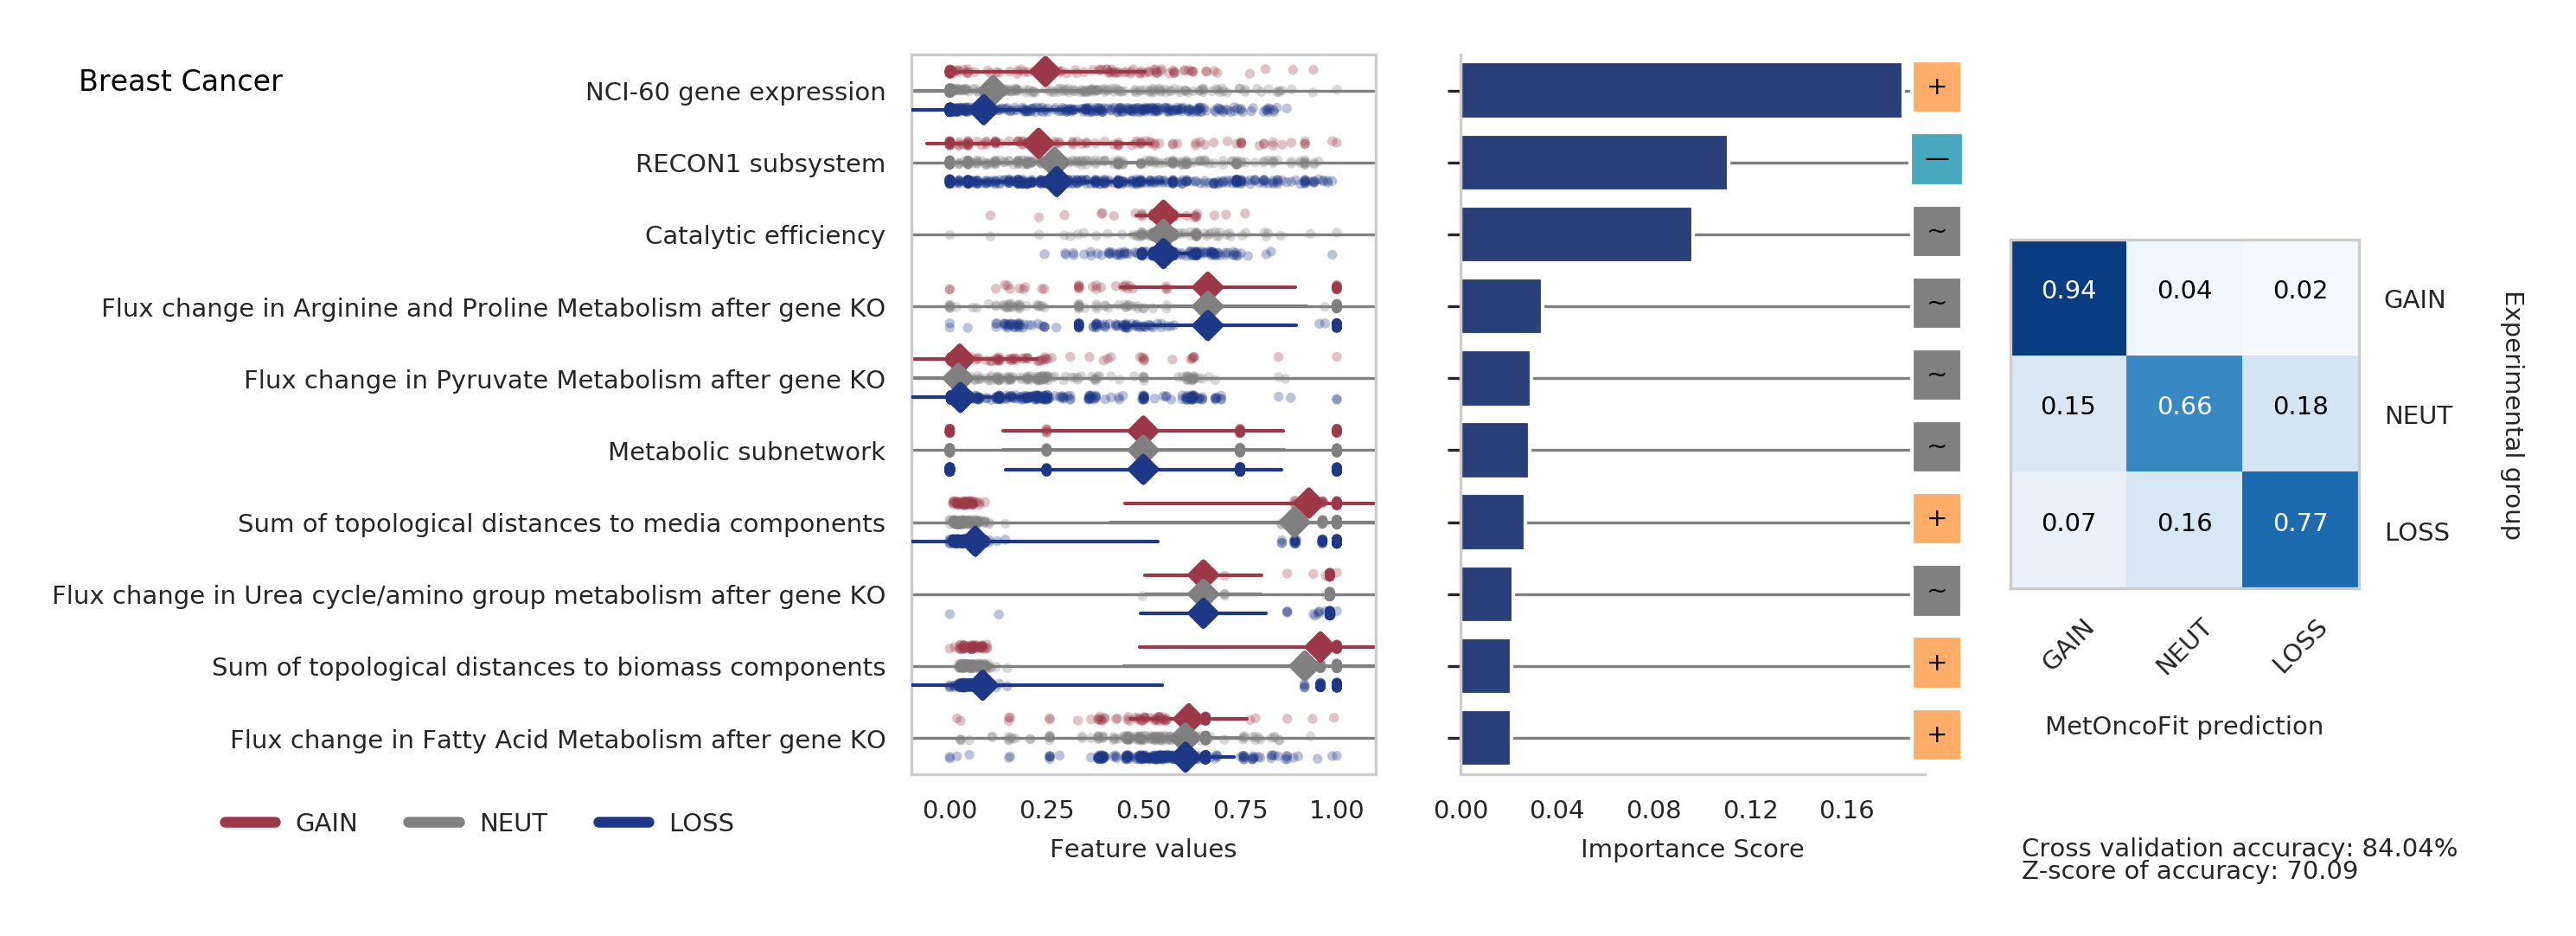 Breast Cancer
NCI-60 gene expression
+
RECON1 subsystem
—
Catalytic efficiency
~
Flux change in Arginine and Proline Metabolism after gene KO
~
Flux change in Pyruvate Metabolism after gene KO
~
Metabolic subnetwork
~
Sum of topological distances to media components
+
Flux change in Urea cycle/amino group metabolism after gene KO
~
Sum of topological distances to biomass components
+
Flux change in Fatty Acid Metabolism after gene KO
+
GAIN NEUT LOSS
0.00 0.25 0.50 0.75 1.00
Feature values
0.00 0.04 0.08 0.12 0.16
Importance Score
0.94 0.04 0.02 GAIN
0.15 0.66 0.18 NEUT
0.07 0.16 0.77 LOSS
Experimental group
GAIN NEUT LOSS
MetOncoFit prediction
Cross validation accuracy: 84.04%
Z-score of accuracy: 70.09